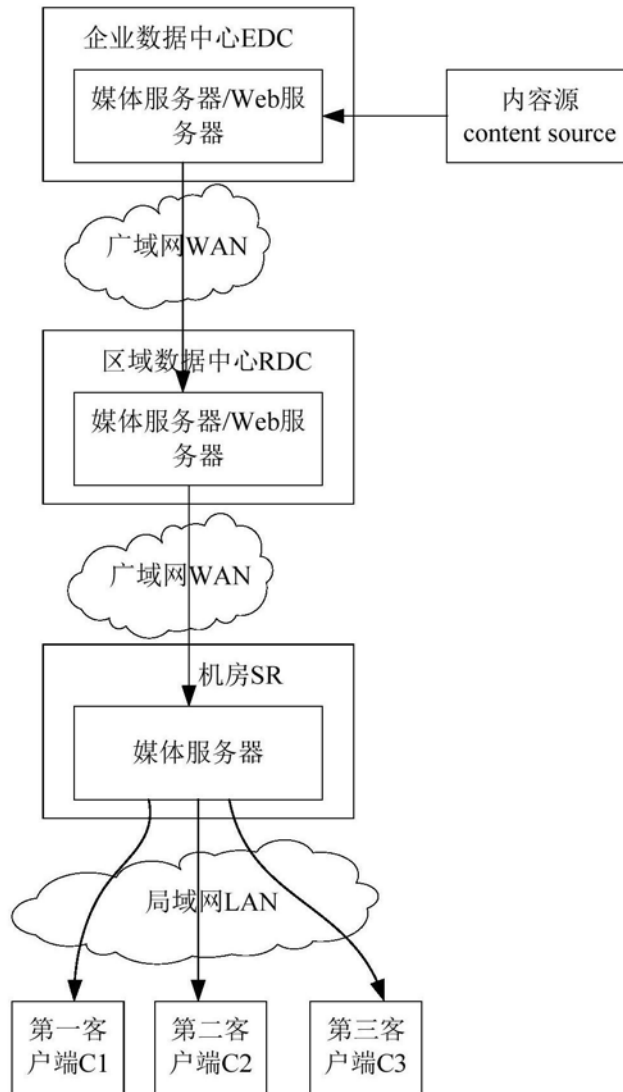 企业数据中心EDC
媒体服务器/Web服
务器
内容源
content source
广域网WAN
区域数据中心RDC
媒体服务器/Web服
务器
广域网WAN
机房SR
媒体服务器
局域网LAN
第一客
户端C1
第二客
户端C2
第三客
户端C3